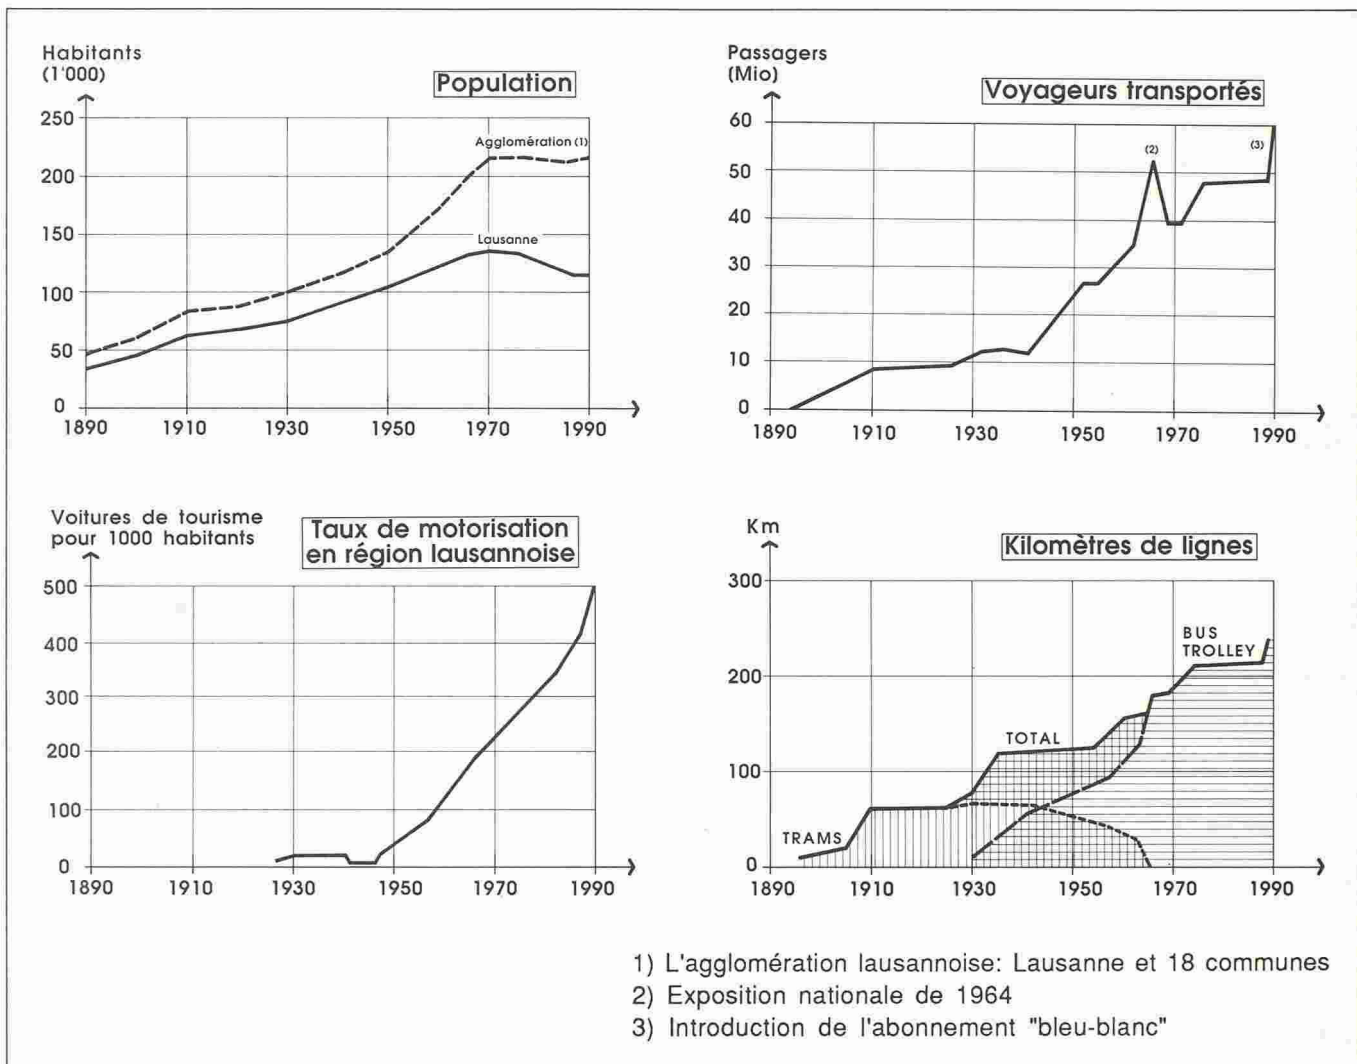 Habitants
(1'000)
Population
250
200
150
100
50
0
Agglomération (1)
Lausanne
1890 1910 1930 1950 1970 1990
Passagers
(Mio)
Voyageurs transportés
60
50
40
30
20
10
0
(2)
(3)
1890 1910 1930 1950 1970 1990
Voitures de tourisme
pour 1000 habitants
Taux de motorisation
en région lausannoise
500
400
300
200
100
0
1890 1910 1930 1950 1970 1990
Km
Kilomètres de lignes
300
200
100
0
BUS
TROLLEY
TOTAL
TRAMS
1890 1910 1930 1950 1970 1990
1) L'agglomération lausannoise: Lausanne et 18 communes
2) Exposition nationale de 1964
3) Introduction de l'abonnement "bleu-blanc"